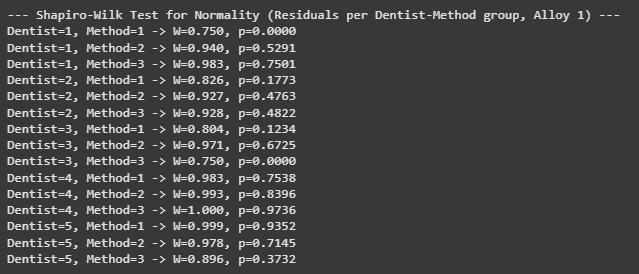 --- Shapiro-Wilk Test for Normality (Residuals per Dentist-Method group, Alloy 1) ---
Dentist=1, Method=1 -> W=0.750, p=0.0000
Dentist=1, Method=2 -> W=0.940, p=0.5291
Dentist=1, Method=3 -> W=0.983, p=0.7501
Dentist=2, Method=1 -> W=0.826, p=0.1773
Dentist=2, Method=2 -> W=0.927, p=0.4763
Dentist=2, Method=3 -> W=0.928, p=0.4822
Dentist=3, Method=1 -> W=0.804, p=0.1234
Dentist=3, Method=2 -> W=0.971, p=0.6725
Dentist=3, Method=3 -> W=0.750, p=0.0000
Dentist=4, Method=1 -> W=0.983, p=0.7538
Dentist=4, Method=2 -> W=0.993, p=0.8396
Dentist=4, Method=3 -> W=1.000, p=0.9736
Dentist=5, Method=1 -> W=0.999, p=0.9352
Dentist=5, Method=2 -> W=0.978, p=0.7145
Dentist=5, Method=3 -> W=0.896, p=0.3732